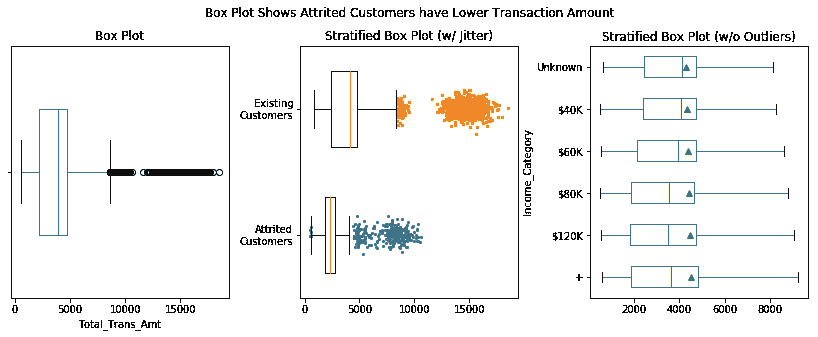 Box Plot Shows Attrited Customers have Lower Transaction Amount
Box Plot
0 5000 10000 15000
Total_Trans_Amt
Stratified Box Plot (w/ Jitter)
Existing
Customers
Attrited
Customers
0 5000 10000 15000
Stratified Box Plot (w/o Outliers)
Income_Category
Unknown
$40K
$60K
$80K
$120K
+
2000 4000 6000 8000